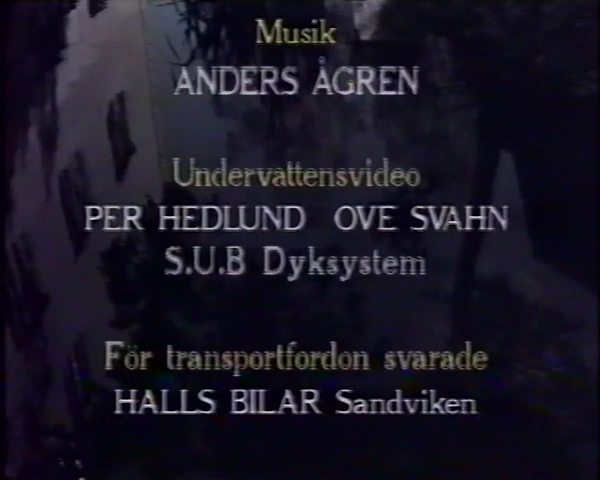 Musik
ANDERS ÅGREN
Undervattensvideo
PER HEDLUND OVE SVAHN
S.U.B Dyksystem
För transportfordon svarade
HALLS BILAR Sandviken